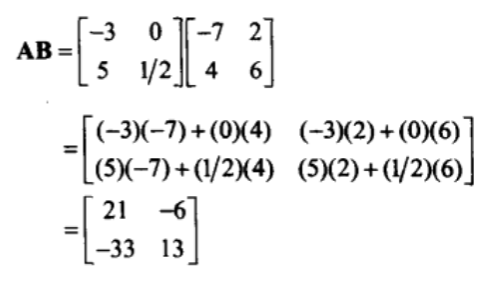 AB = [−3 0] [−7 2]
[5 1/2] [4 6]
= [(−3)(−7)+(0)(4) (−3)(2)+(0)(6)]
[(5)(−7)+(1/2)(4) (5)(2)+(1/2)(6)]
= [21 −6]
[−33 13]